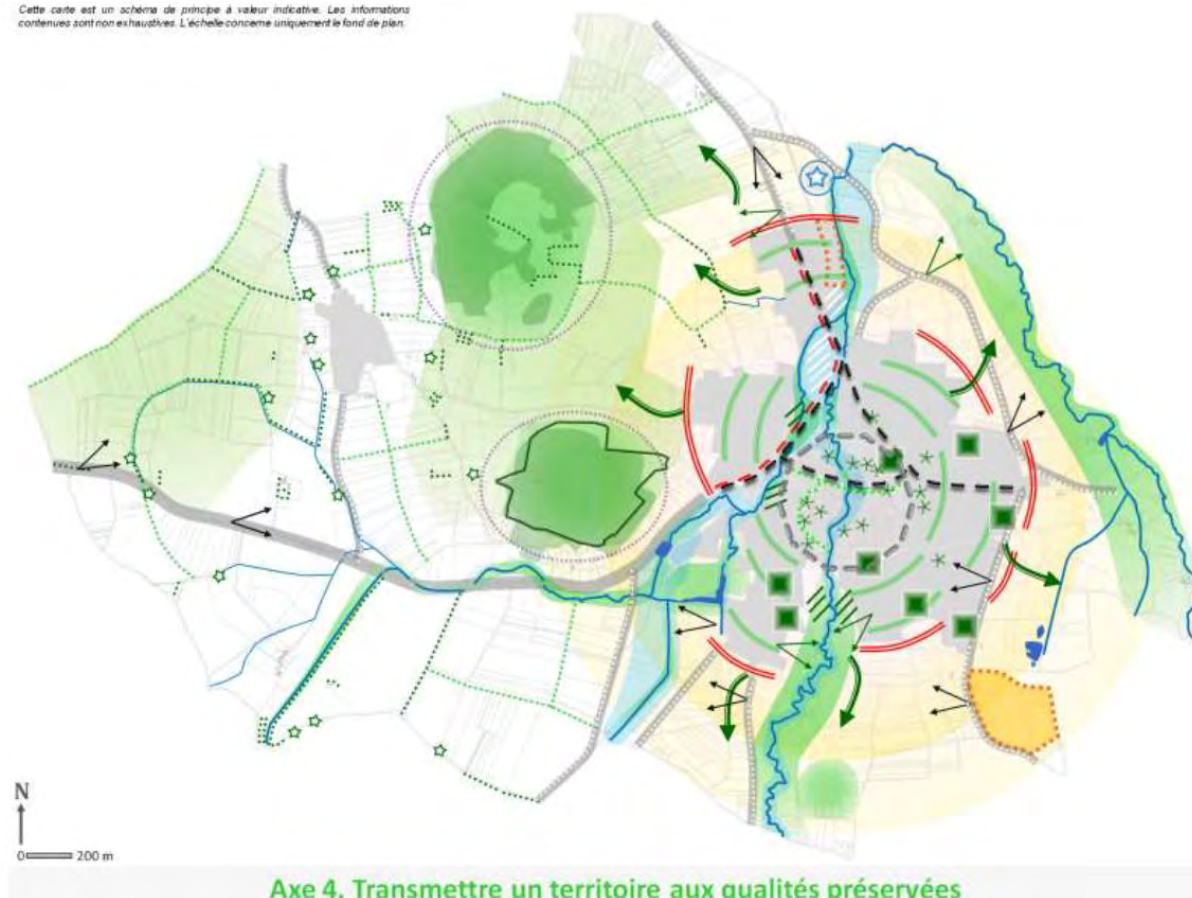 Cette carte est un schéma de principe à valeur indicative. Les informations
contenues sont non exhaustives. L'échelle concerne uniquement le fond de plan.
N
0 200 m
Axe 4. Transmettre un territoire aux qualités préservées